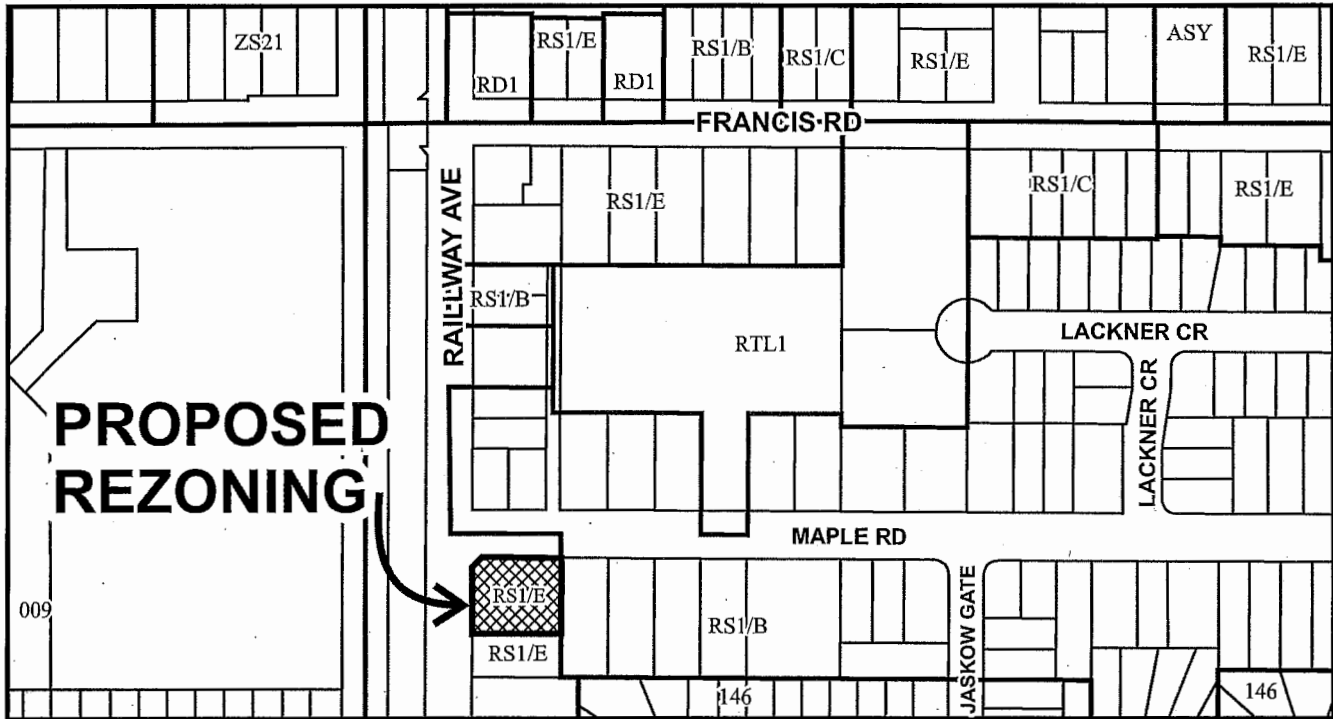 ZS21
RD1
RS1/E
RD1
RS1/B
RS1/C
RS1/E
ASY
RS1/E
FRANCIS RD
RAILWAY AVE
RS1/E
RS1/C
RS1/E
RS1/B
RTL1
LACKNER CR
LACKNER CR
PROPOSED
REZONING
MAPLE RD
RS1/E
RS1/E
RS1/B
JASKOW GATE
009
146
146